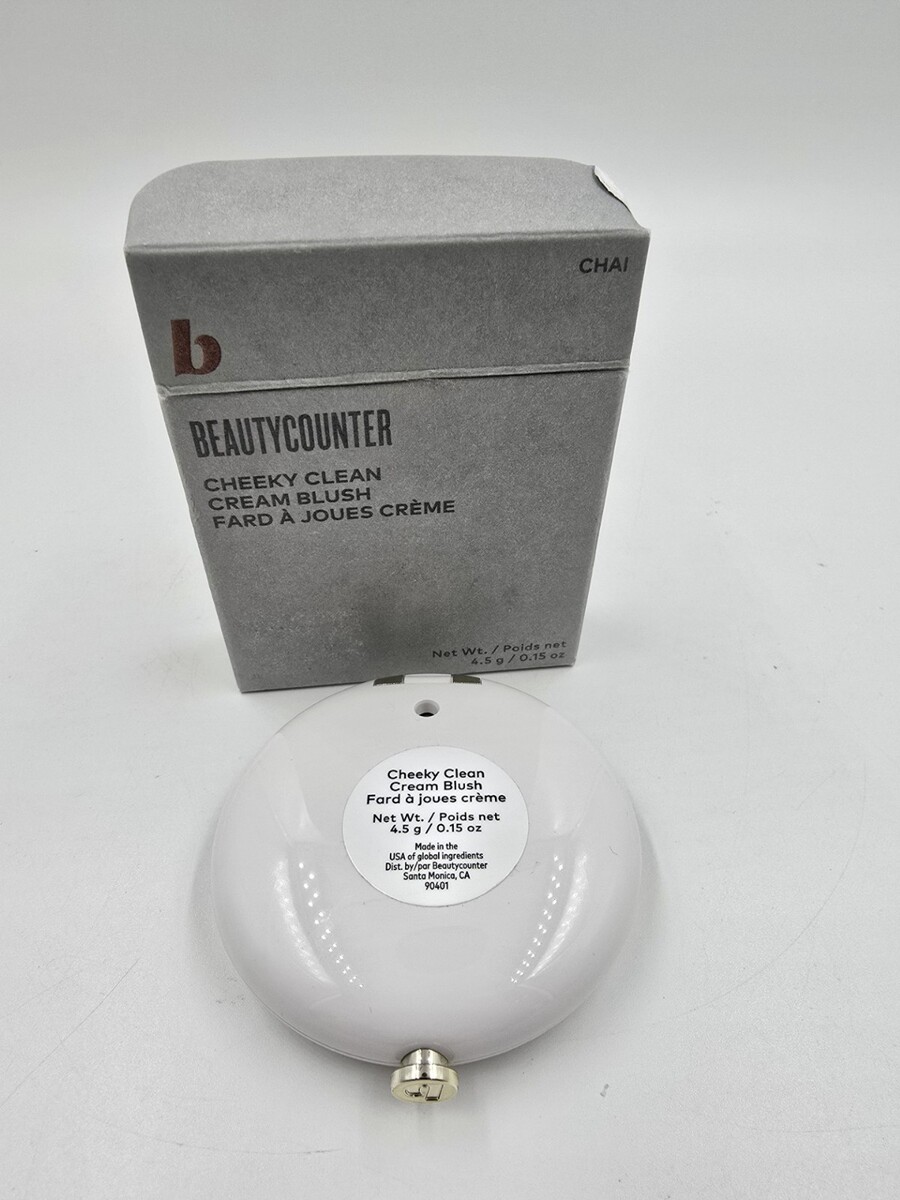 CHAI
b
BEAUTYCOUNTER
CHEEKY CLEAN
CREAM BLUSH
FARD À JOUES CRÈME
Net Wt. / Poids net
4.5 g / 0.15 oz
Cheeky Clean
Cream Blush
Fard à joues crème
Net Wt. / Poids net
4.5 g / 0.15 oz
Made in the
USA of global ingredients
Dist. by/par Beautycounter
Santa Monica, CA
90401